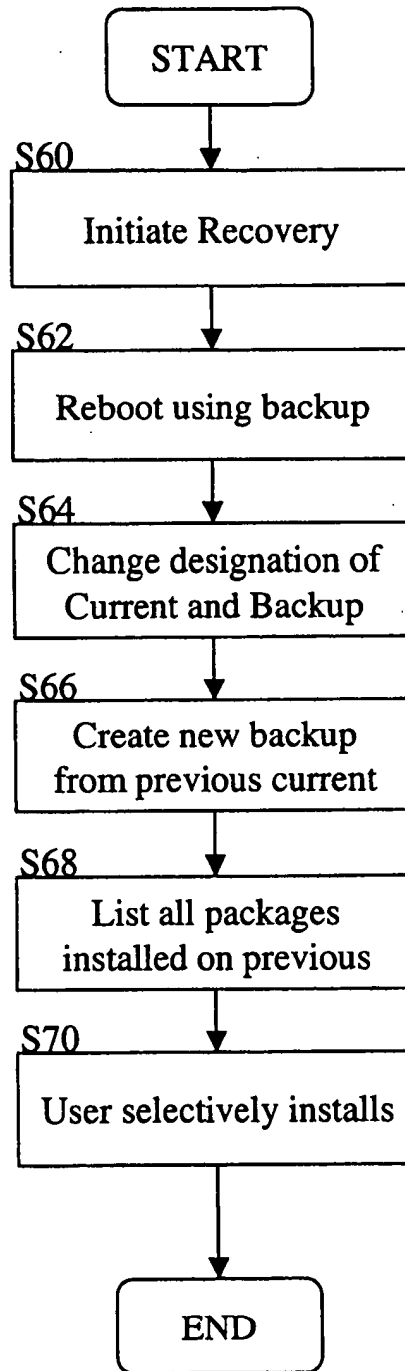 START
S60
Initiate Recovery
S62
Reboot using backup
S64
Change designation of
Current and Backup
S66
Create new backup
from previous current
S68
List all packages
installed on previous
S70
User selectively installs
END